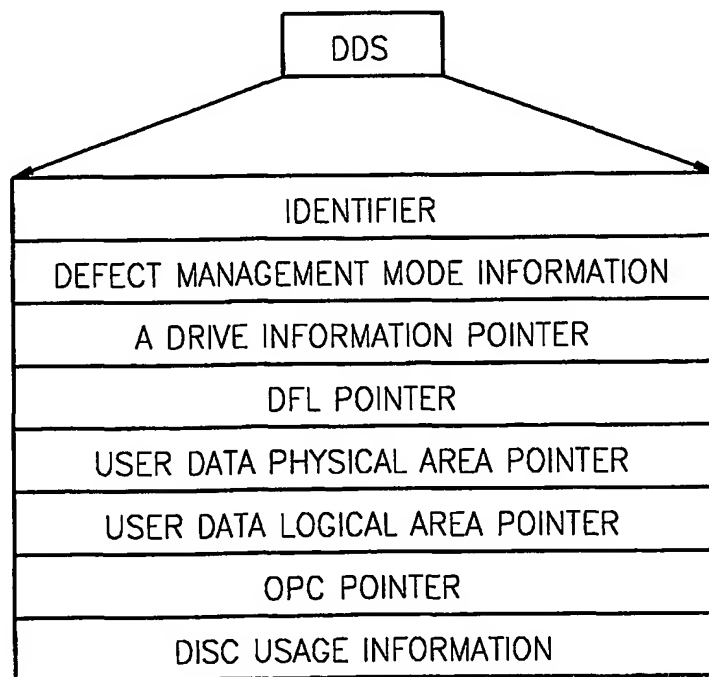 DDS
IDENTIFIER
DEFECT MANAGEMENT MODE INFORMATION
A DRIVE INFORMATION POINTER
DFL POINTER
USER DATA PHYSICAL AREA POINTER
USER DATA LOGICAL AREA POINTER
OPC POINTER
DISC USAGE INFORMATION